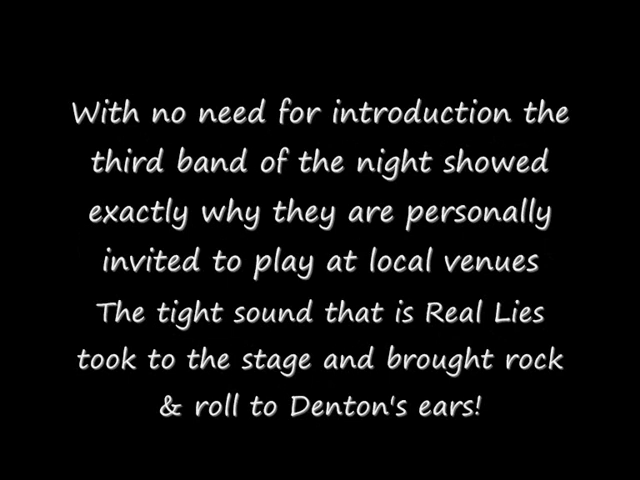 With no need for introduction the
third band of the night showed
exactly why they are personally
invited to play at local venues
The tight sound that is Real Lies
took to the stage and brought rock
& roll to Denton's ears!